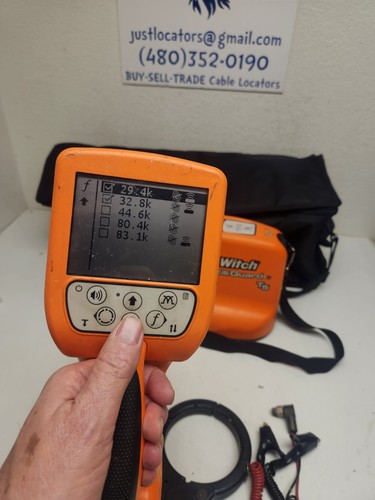 justlocators@gmail.com
(480)352-0190
BUY-SELL-TRADE Cable Locators
f
29.4k
32.8k
44.6k
80.4k
83.1k
T
f
Witch
T5